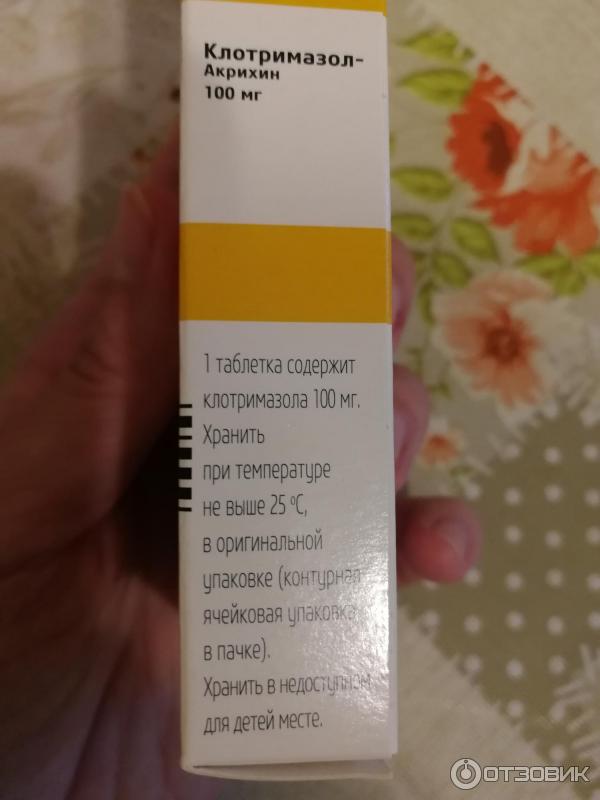 Клотримазол-
Акрихин
100 мг
1 таблетка содержит
клотримазола 100 мг.
Хранить
при температуре
не выше 25 °С,
в оригинальной
упаковке (контурная
ячейковая упаковка
в пачке).
Хранить в недоступном
для детей месте.
ОТЗОВИК